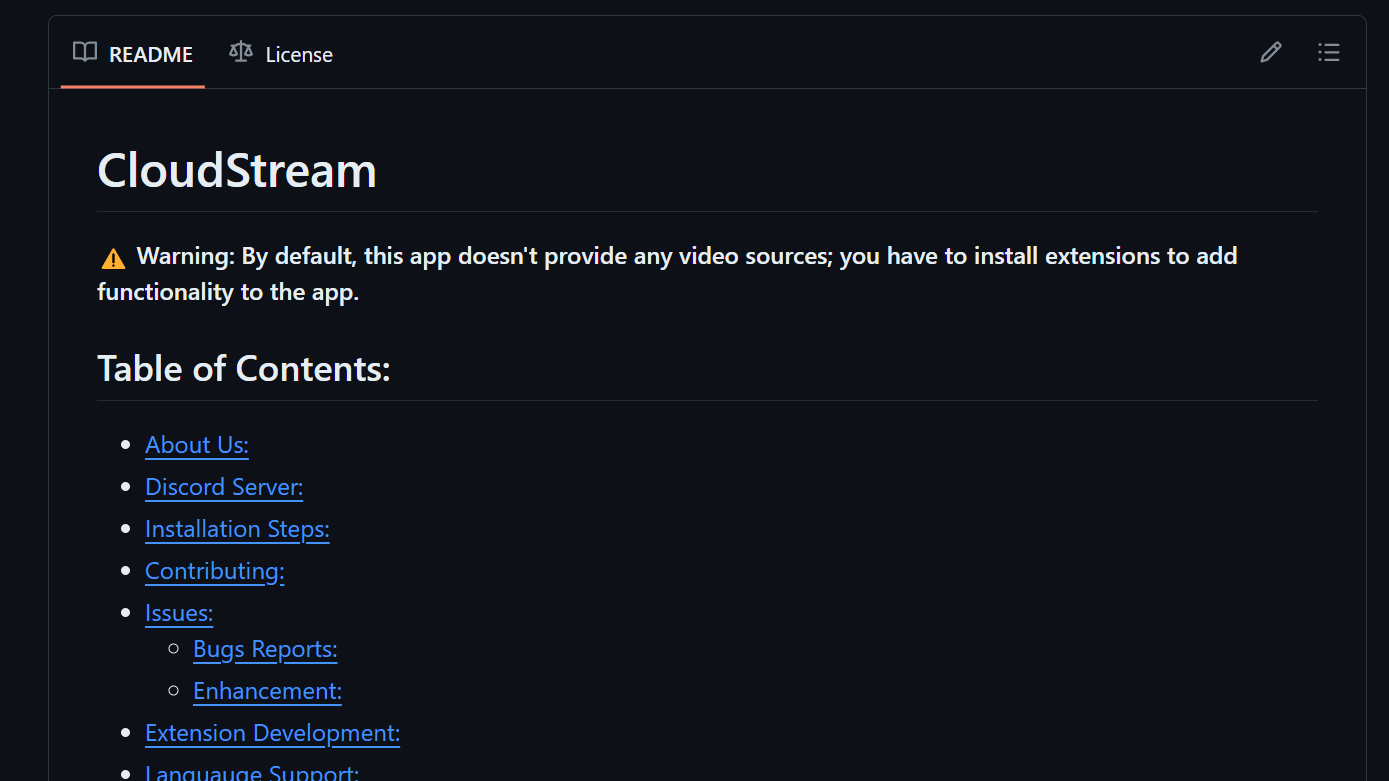 README License
CloudStream
⚠️ Warning: By default, this app doesn't provide any video sources; you have to install extensions to add
functionality to the app.
Table of Contents:
About Us:
Discord Server:
Installation Steps:
Contributing:
Issues:
Bugs Reports:
Enhancement:
Extension Development:
Languauge Support: